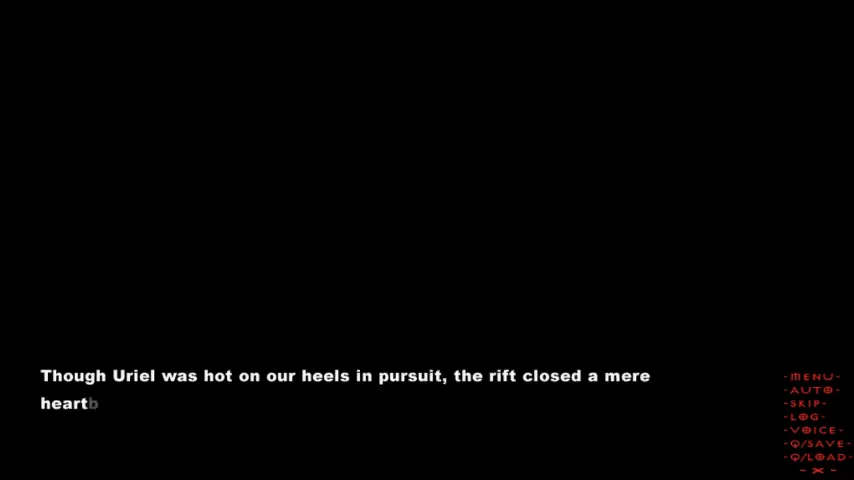 Though Uriel was hot on our heels in pursuit, the rift closed a mere
heartb
-MENU-
-AUTO-
-SKIP-
-LOG-
-VOICE-
-Q/SAVE-
-Q/LOAD-
-X-